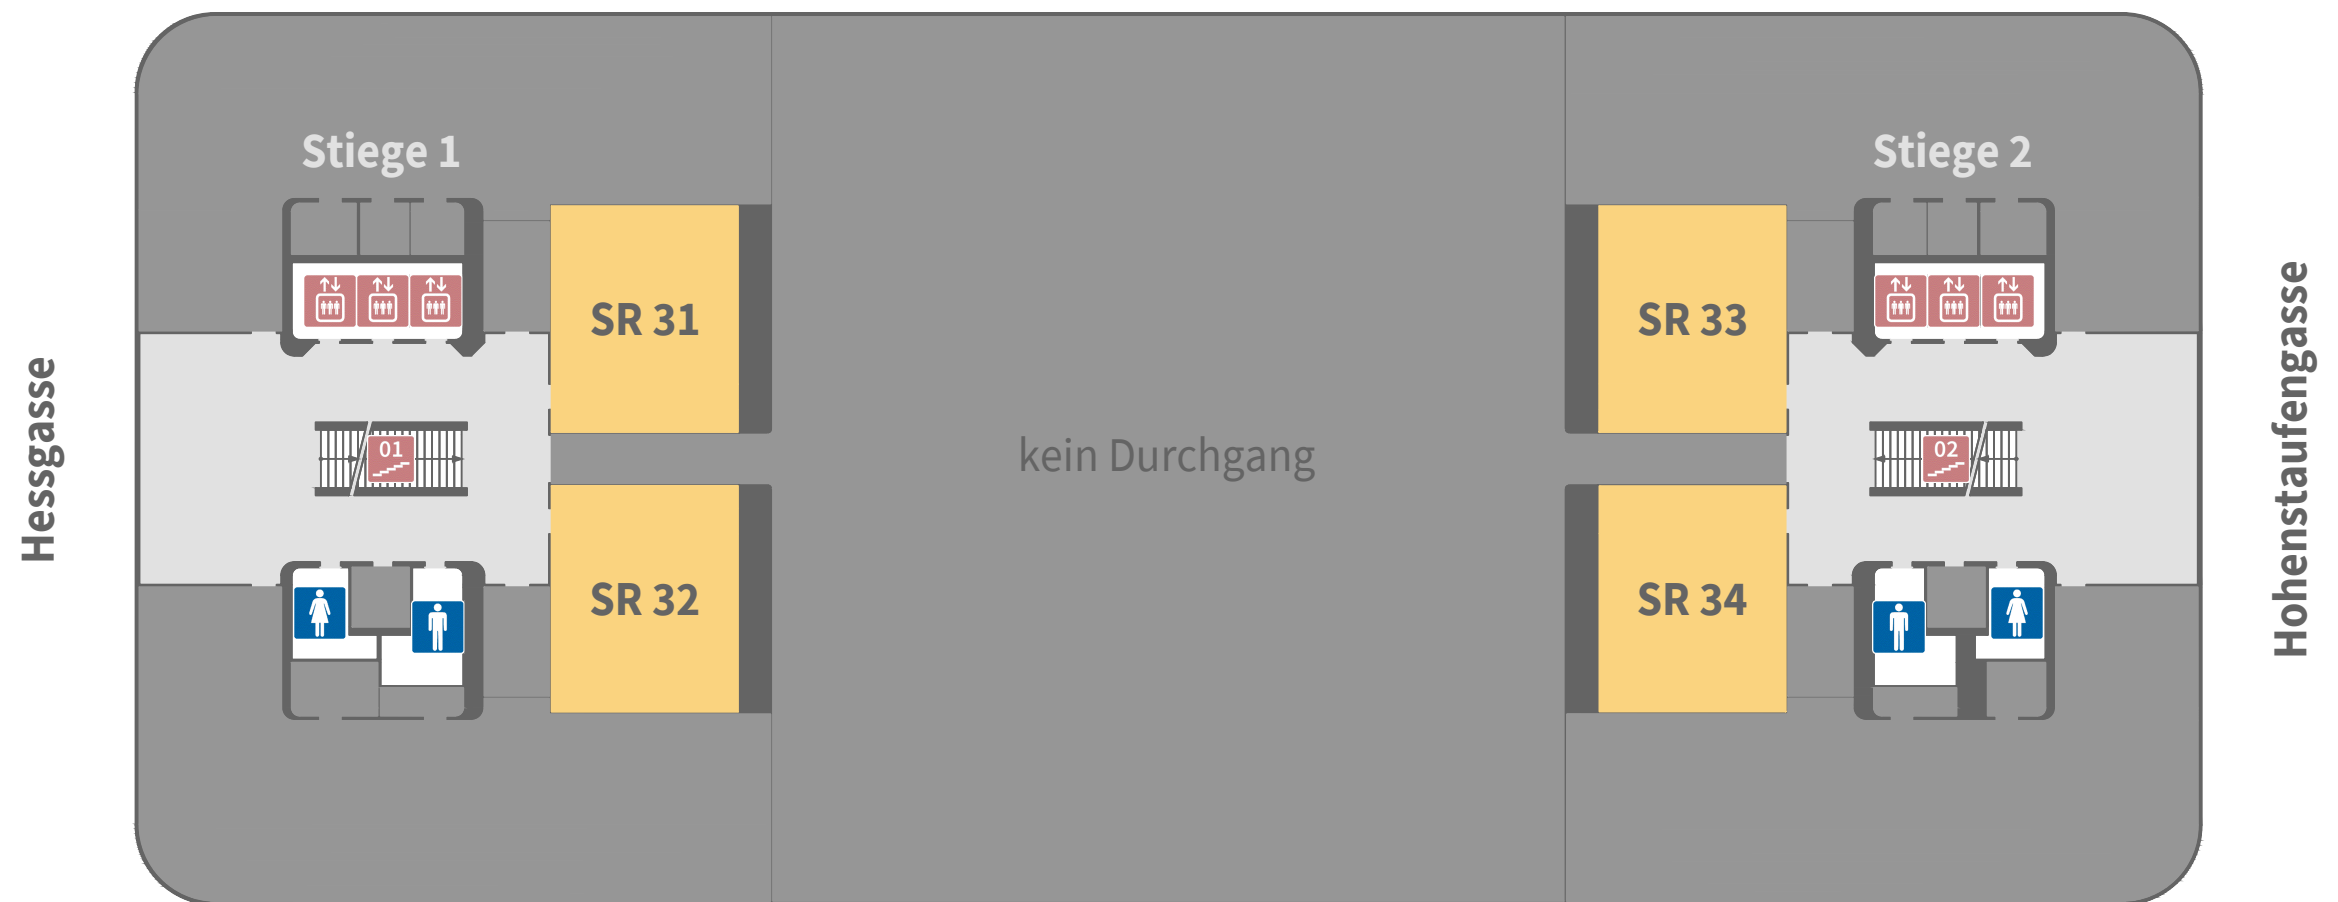 Stiege 1
Stiege 2
SR 31
SR 33
Hessgasse
01
kein Durchgang
02
Hohenstaufengasse
SR 32
SR 34